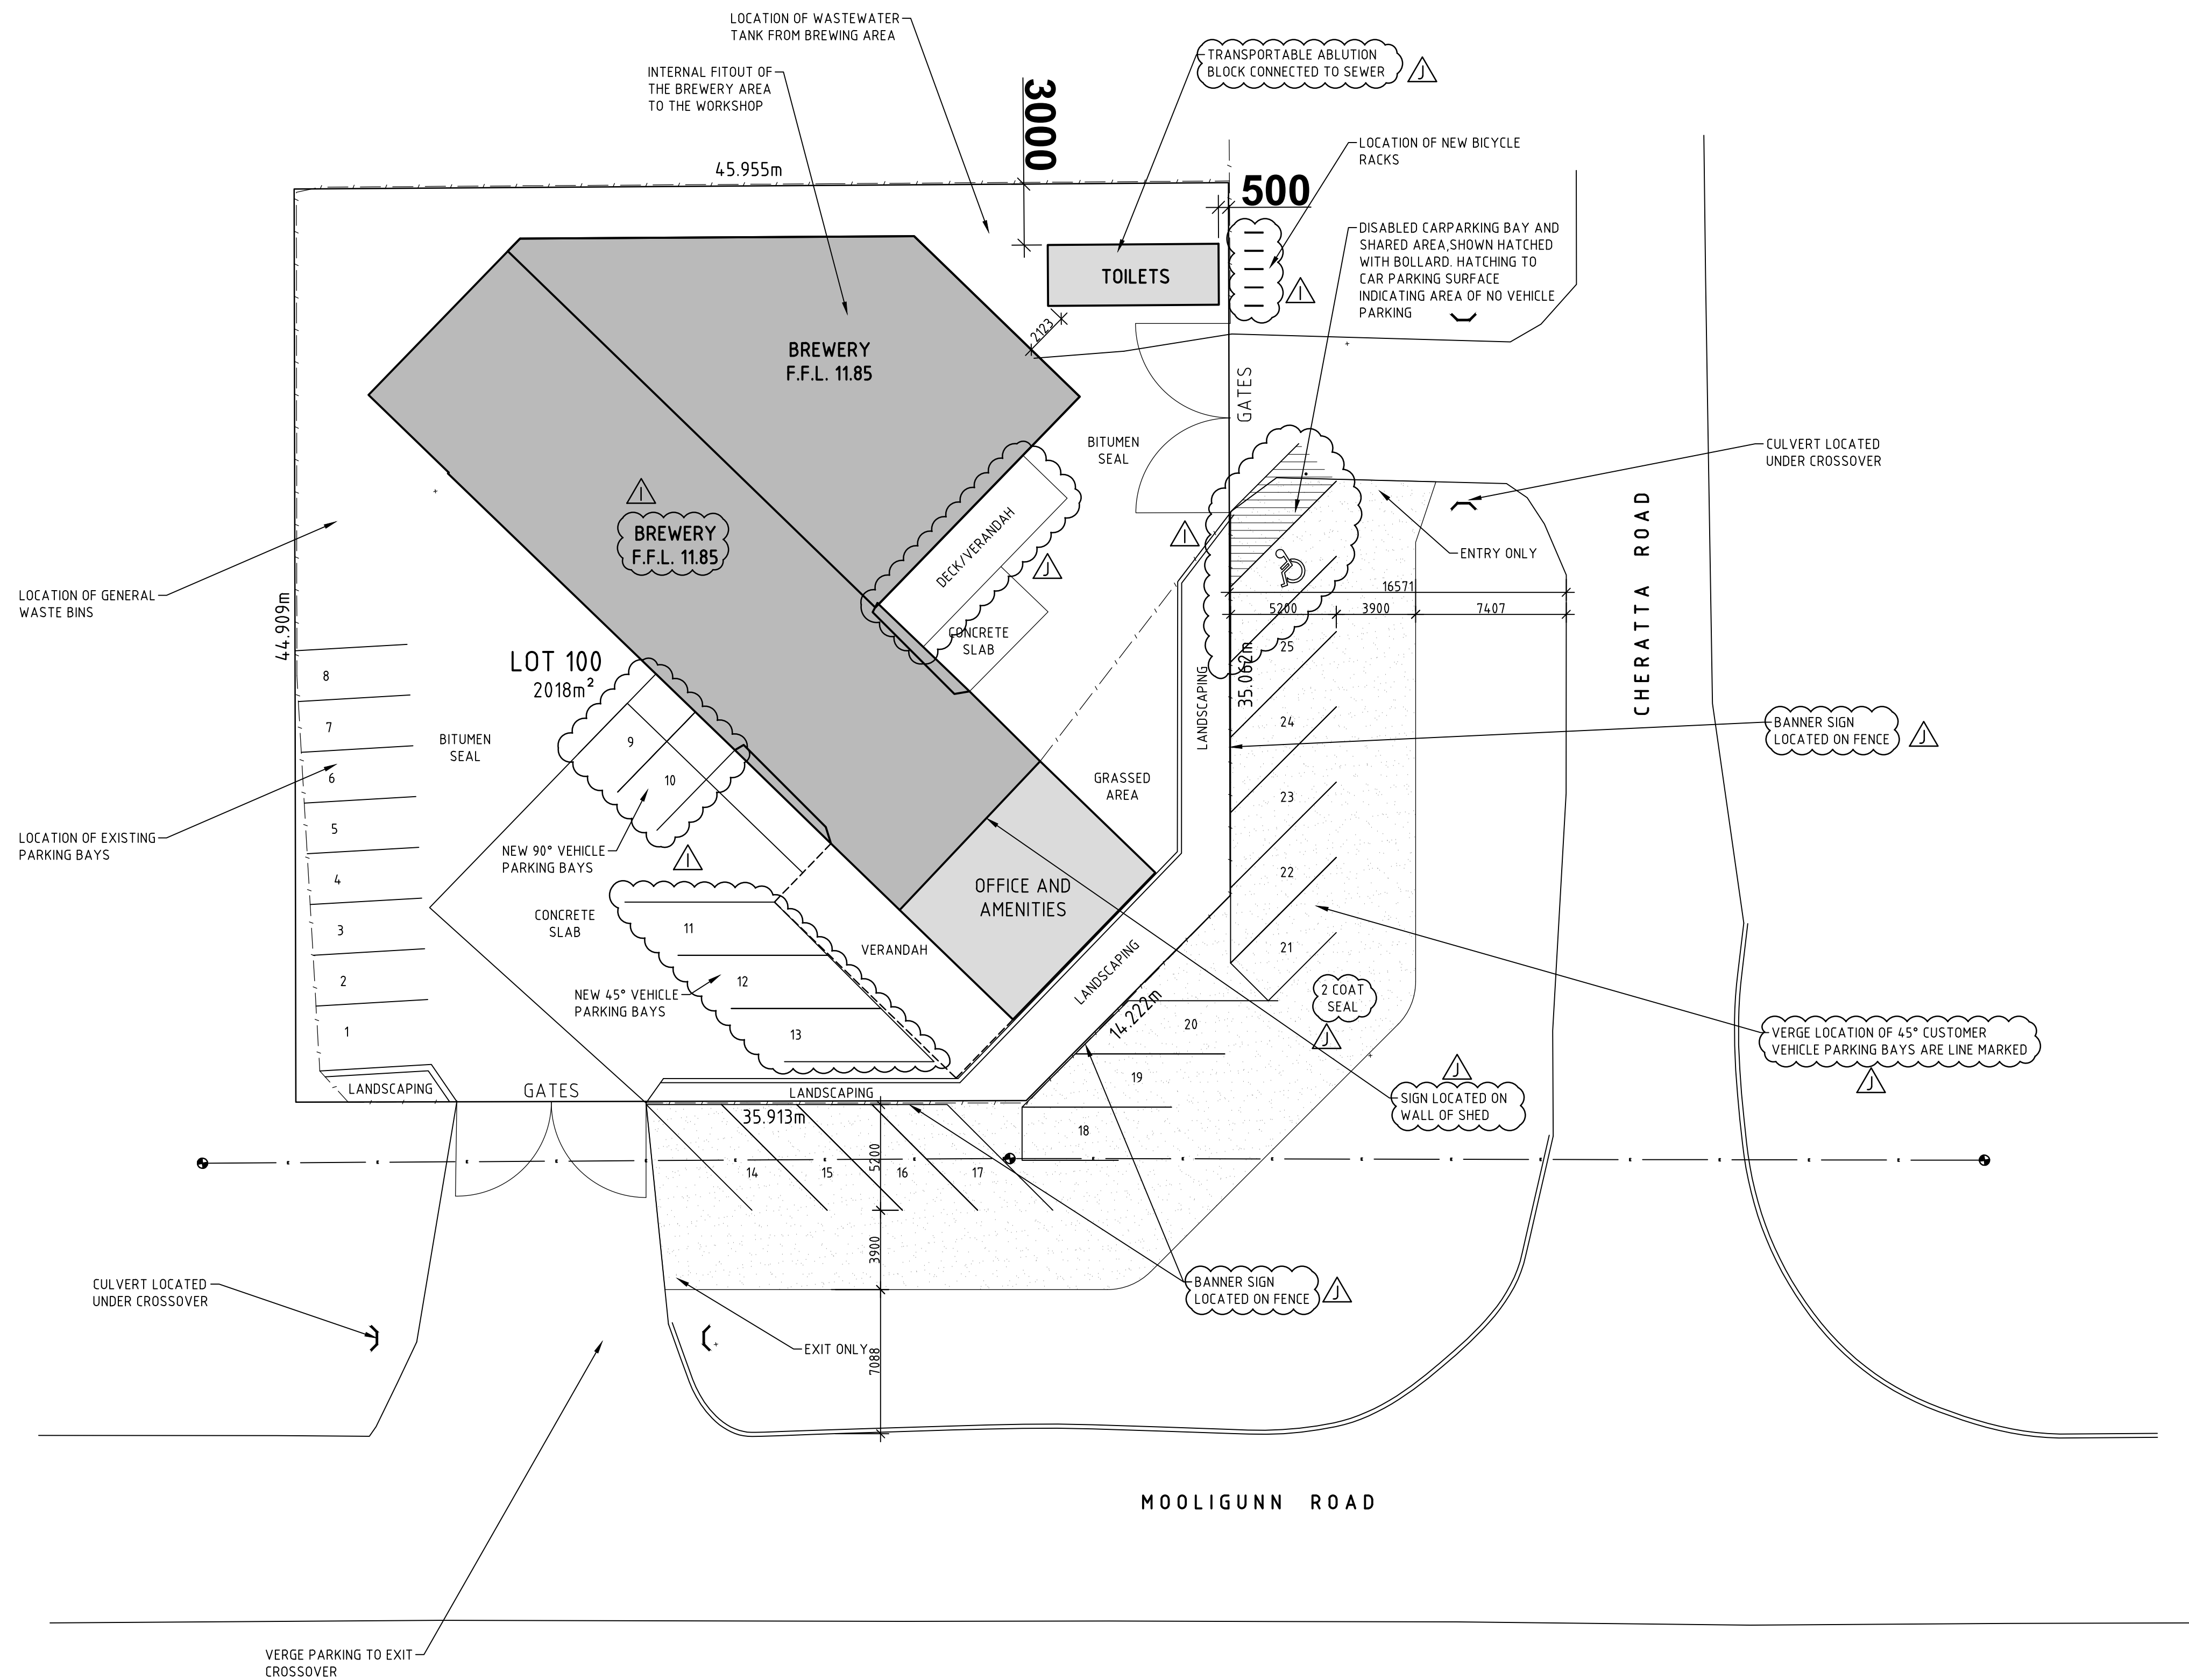 LOCATION OF WASTEWATER
TANK FROM BREWING AREA
INTERNAL FITOUT OF
THE BREWERY AREA
TO THE WORKSHOP
TRANSPORTABLE ABLUTION
BLOCK CONNECTED TO SEWER
J
3000
45.955m
500
LOCATION OF NEW BICYCLE
RACKS
DISABLED CARPARKING BAY AND
SHARED AREA,SHOWN HATCHED
WITH BOLLARD. HATCHING TO
CAR PARKING SURFACE
INDICATING AREA OF NO VEHICLE
PARKING
TOILETS
I
2123
BREWERY
F.F.L. 11.85
GATES
BITUMEN
SEAL
CULVERT LOCATED
UNDER CROSSOVER
I
BREWERY
F.F.L. 11.85
DECK/VERANDAH
J
I
ENTRY ONLY
CHERATTA ROAD
LOCATION OF GENERAL
WASTE BINS
44.909m
16571
5200
3900
7407
CONCRETE
SLAB
25
LOT 100
2018m²
35.062m
LANDSCAPING
8
7
6
5
4
3
2
1
BITUMEN
SEAL
9
10
24
BANNER SIGN
LOCATED ON FENCE
J
GRASSED
AREA
23
LOCATION OF EXISTING
PARKING BAYS
NEW 90° VEHICLE
PARKING BAYS
I
22
OFFICE AND
AMENITIES
CONCRETE
SLAB
11
VERANDAH
21
12
NEW 45° VEHICLE
PARKING BAYS
13
LANDSCAPING
14.222m
2 COAT
SEAL
J
20
VERGE LOCATION OF 45° CUSTOMER
VEHICLE PARKING BAYS ARE LINE MARKED
J
19
J
SIGN LOCATED ON
WALL OF SHED
LANDSCAPING
GATES
LANDSCAPING
35.913m
18
5200
14
15
16
17
3900
CULVERT LOCATED
UNDER CROSSOVER
BANNER SIGN
LOCATED ON FENCE
J
EXIT ONLY
7088
MOOLIGUNN ROAD
VERGE PARKING TO EXIT
CROSSOVER